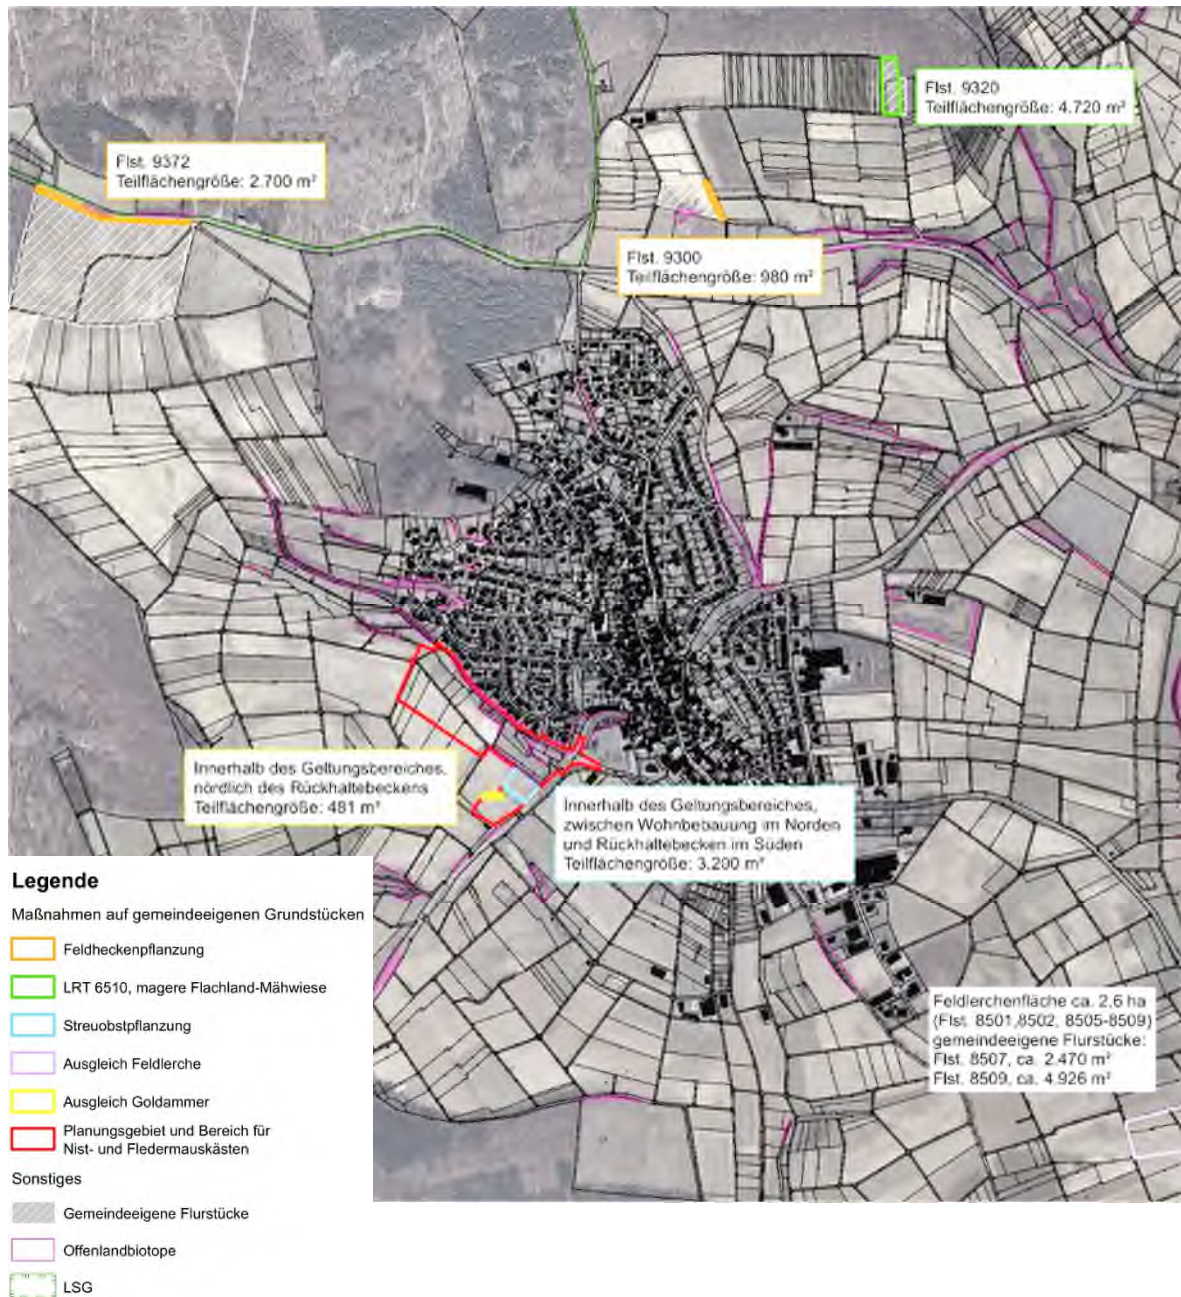 Flst. 9320
Teilflächengröße: 4.720 m²
Flst. 9372
Teilflächengröße: 2.700 m²
Flst. 9300
Teilflächengröße: 980 m²
Innerhalb des Geltungsbereiches,
nördlich des Rückhaltebeckens
Teilflächengröße: 481 m²
Innerhalb des Geltungsbereiches,
zwischen Wohnbebauung im Norden
und Rückhaltebecken im Süden
Teilflächengröße: 3.200 m²
Feldlerchenfläche ca. 2,6 ha
(Flst. 8501,8502, 8505-8509)
gemeindeeigene Flurstücke:
Flst. 8507, ca. 2.470 m²
Flst. 8509, ca. 4.926 m²
Legende
Maßnahmen auf gemeindeeigenen Grundstücken
Feldheckenpflanzung
LRT 6510, magere Flachland-Mähwiese
Streuobstpflanzung
Ausgleich Feldlerche
Ausgleich Goldammer
Planungsgebiet und Bereich für
Nist- und Fledermauskästen
Sonstiges
Gemeindeeigene Flurstücke
Offenlandbiotope
LSG